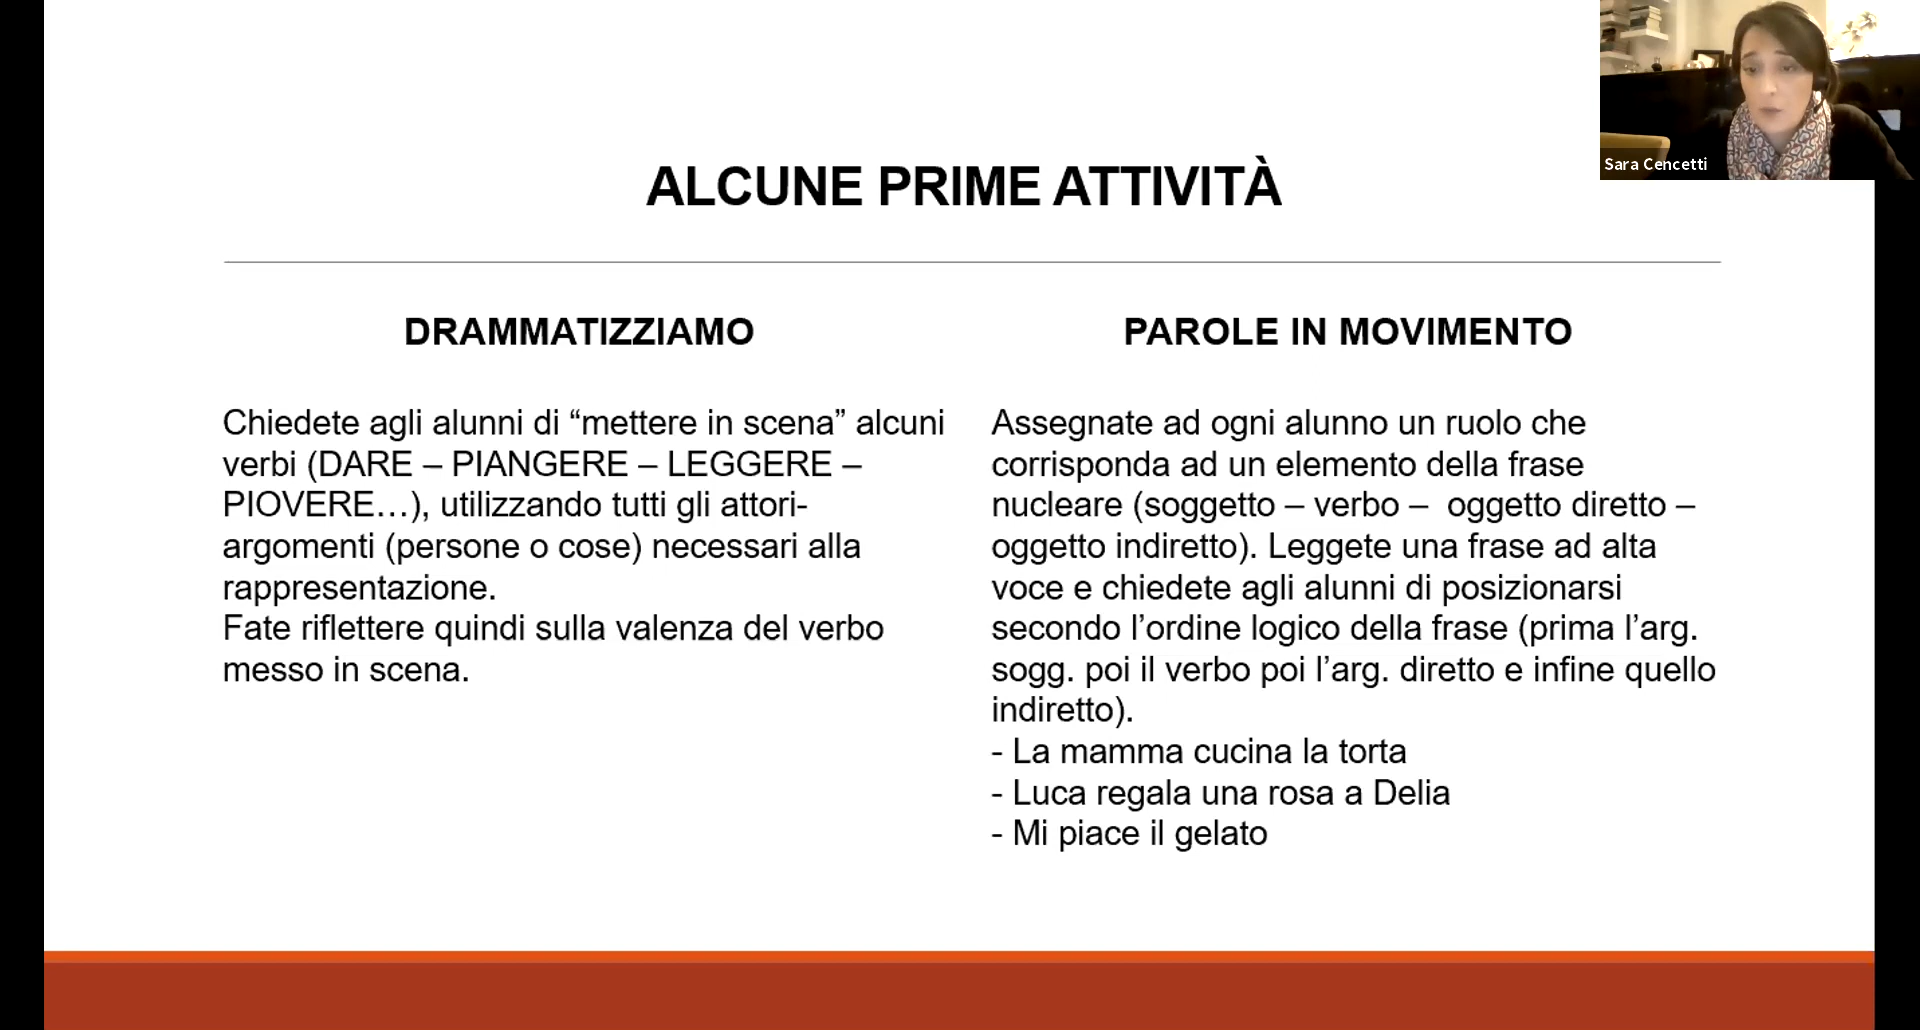 Sara Cencetti
ALCUNE PRIME ATTIVITÀ
DRAMMATIZZIAMO
Chiedete agli alunni di “mettere in scena” alcuni
verbi (DARE – PIANGERE – LEGGERE –
PIOVERE…), utilizzando tutti gli attori-
argomenti (persone o cose) necessari alla
rappresentazione.
Fate riflettere quindi sulla valenza del verbo
messo in scena.
PAROLE IN MOVIMENTO
Assegnate ad ogni alunno un ruolo che
corrisponda ad un elemento della frase
nucleare (soggetto – verbo –  oggetto diretto –
oggetto indiretto). Leggete una frase ad alta
voce e chiedete agli alunni di posizionarsi
secondo l’ordine logico della frase (prima l’arg.
sogg. poi il verbo poi l’arg. diretto e infine quello
indiretto).
- La mamma cucina la torta
- Luca regala una rosa a Delia
- Mi piace il gelato